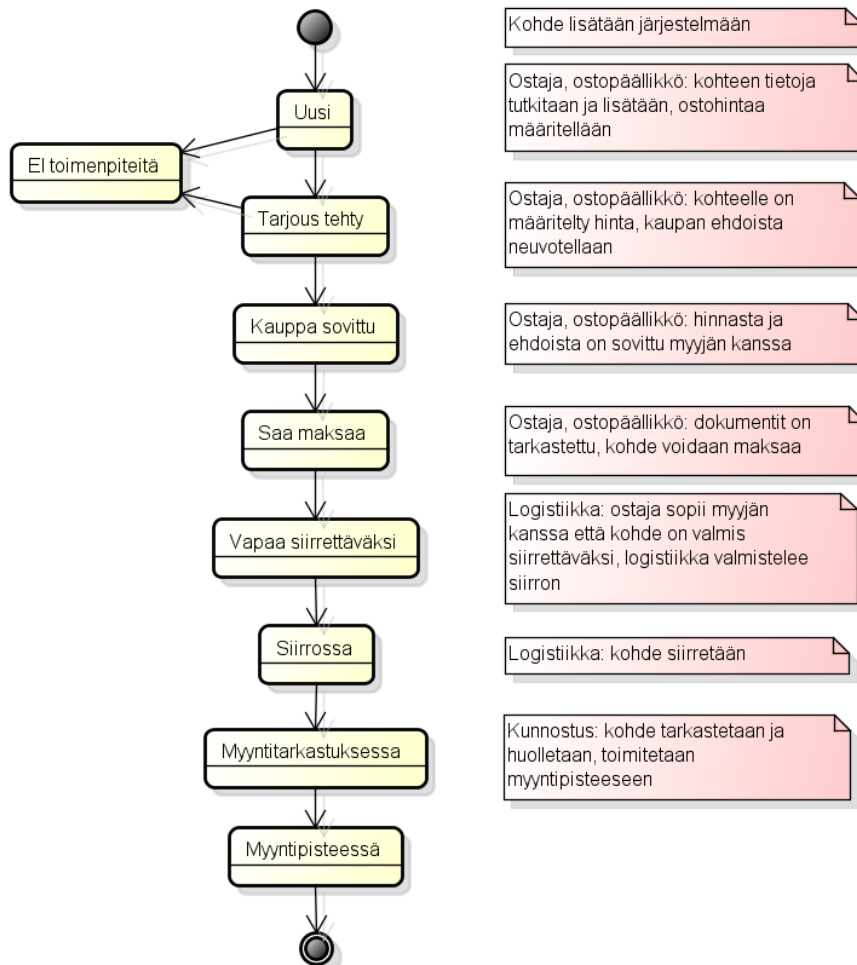 Kohde lisätään järjestelmään
Uusi
Ostaja, ostopäällikkö: kohteen tietoja
tutkitaan ja lisätään, ostohintaa
määritellään
EI toimenpiteitä
Tarjous tehty
Ostaja, ostopäällikkö: kohteelle on
määritelty hinta, kaupan ehdoista
neuvotellaan
Kauppa sovittu
Ostaja, ostopäällikkö: hinnasta ja
ehdoista on sovittu myyjän kanssa
Saa maksaa
Ostaja, ostopäällikkö: dokumentit on
tarkastettu, kohde voidaan maksaa
Vapaa siirrettäväksi
Logistiikka: ostaja sopii myyjän
kanssa että kohde on valmis
siirrettäväksi, logistiikka valmistelee
siirron
Siirrossa
Logistiikka: kohde siirretään
Myyntitarkastuksessa
Kunnostus: kohde tarkastetaan ja
huolletaan, toimitetaan
myyntipisteeseen
Myyntipisteessä